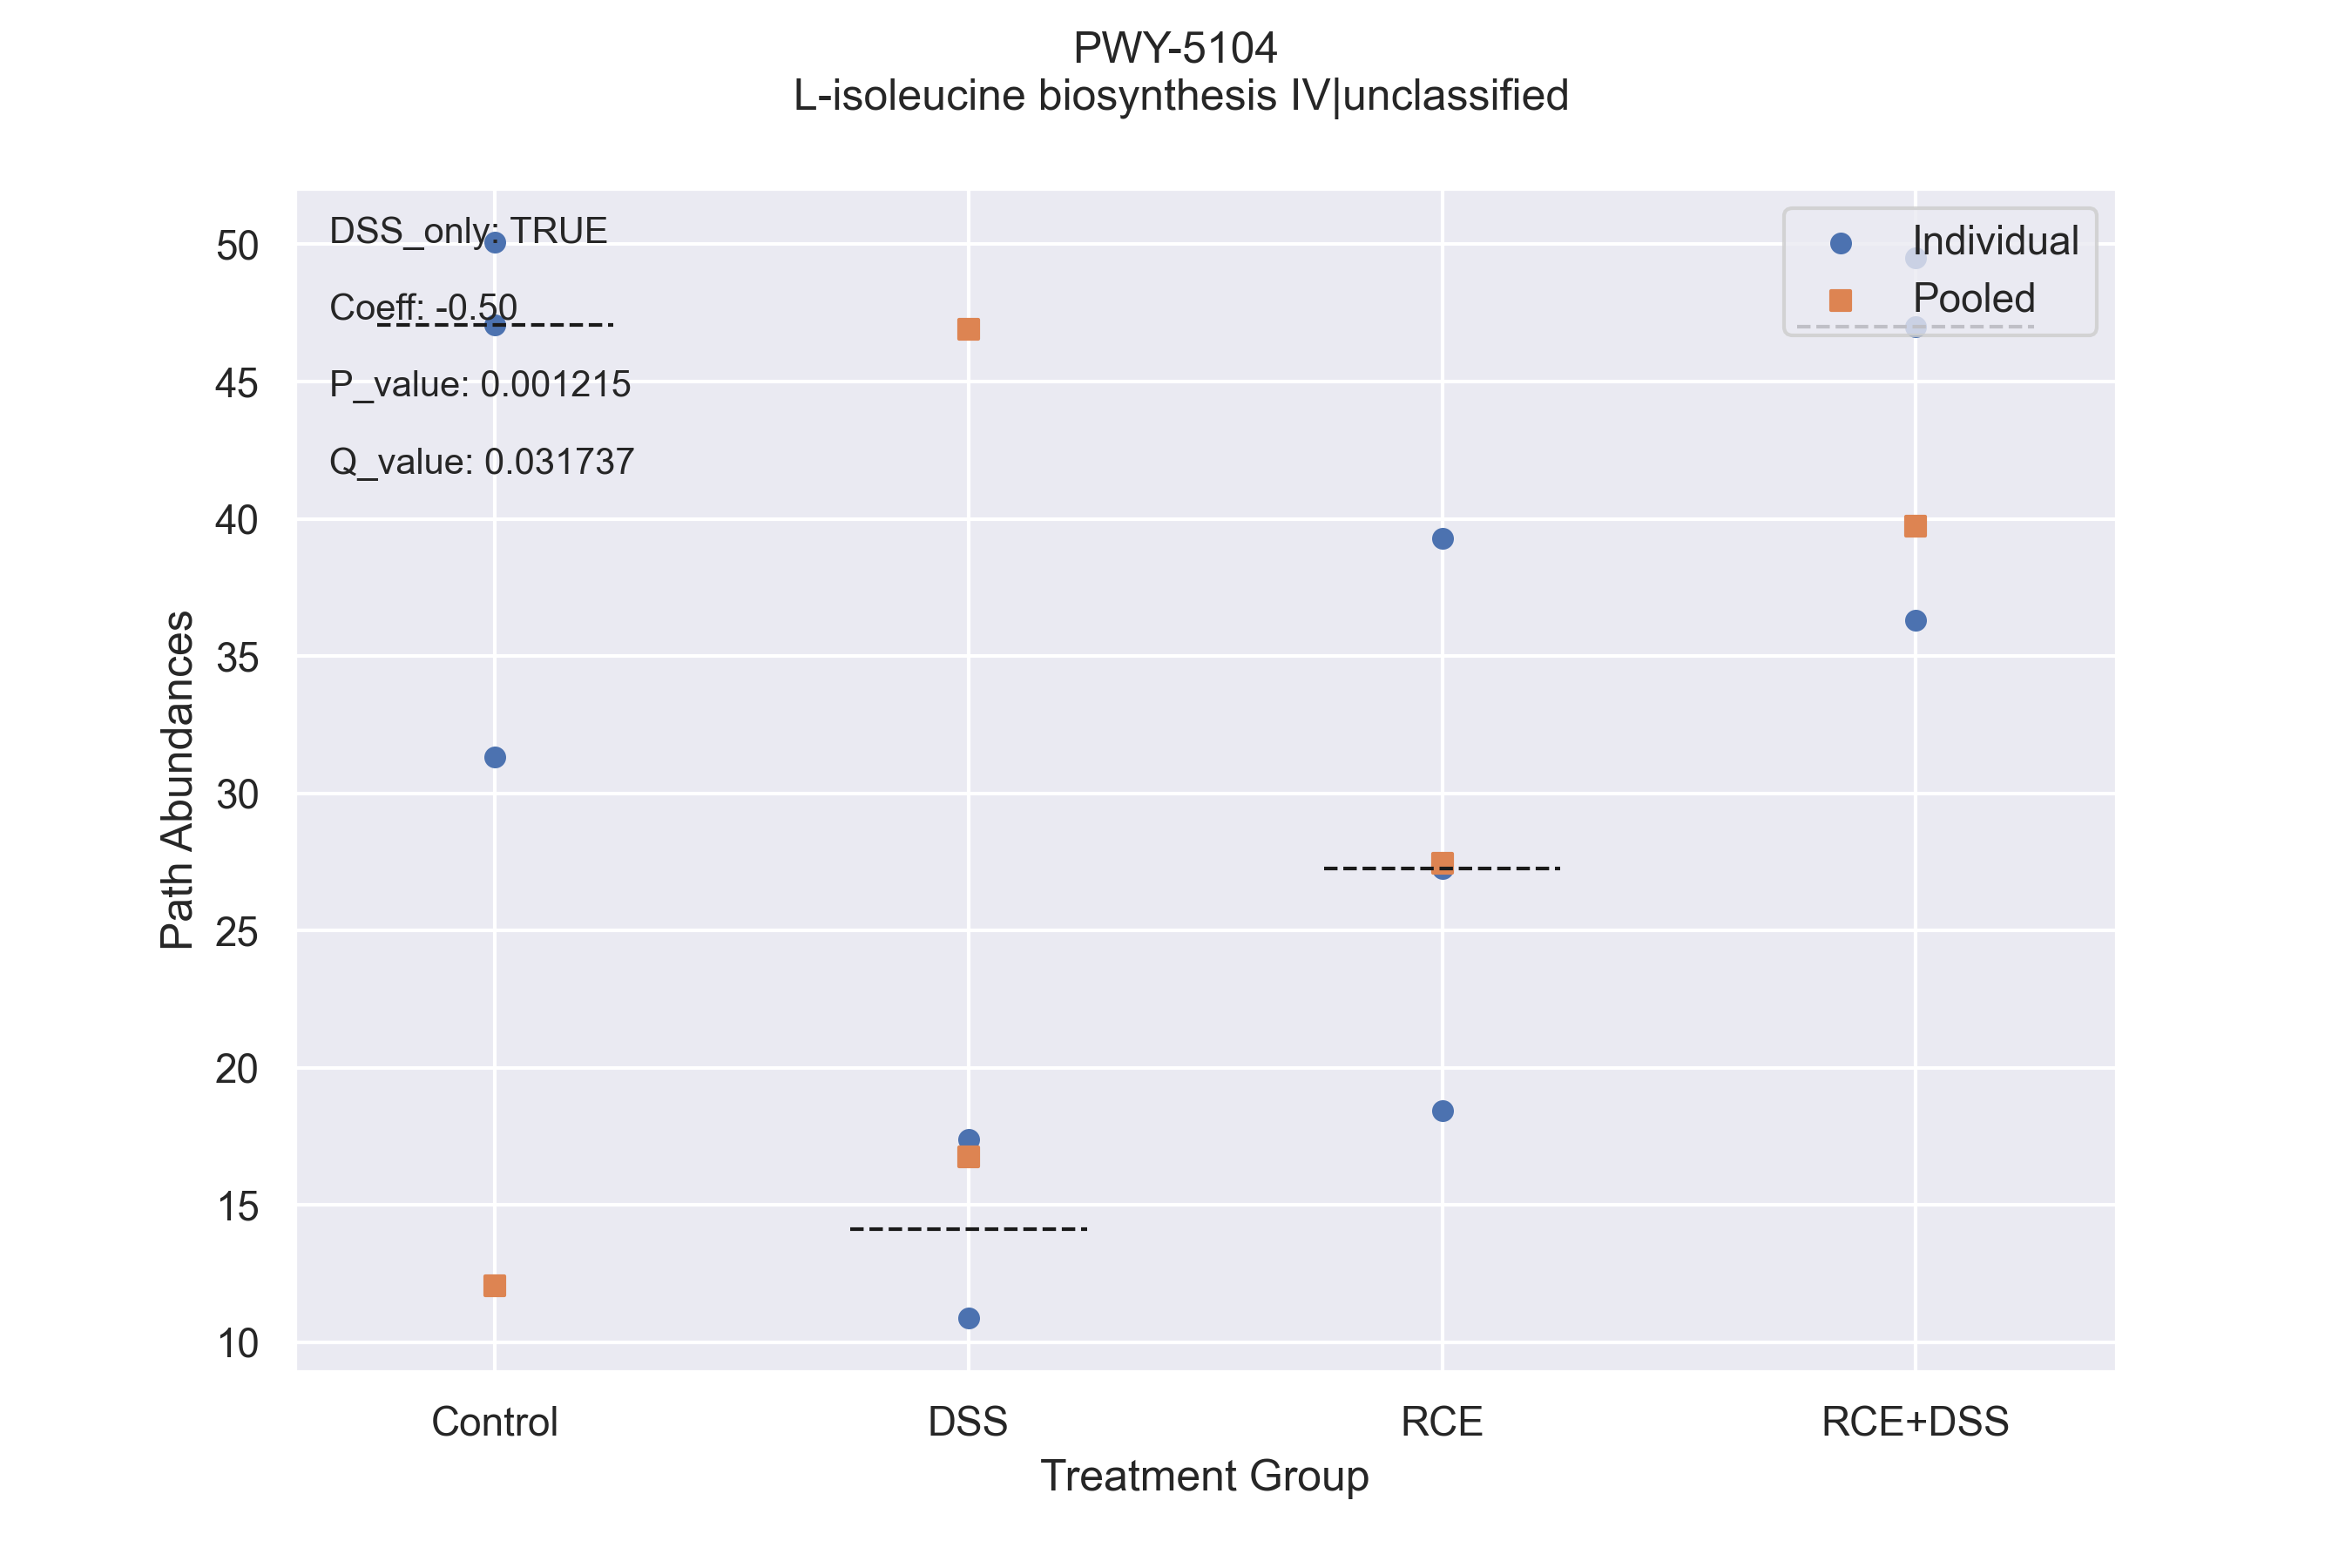 PWY-5104
L-isoleucine biosynthesis IV|unclassified
DSS_only: TRUE
Coeff: -0.50
P_value: 0.001215
Q_value: 0.031737
Individual
Pooled
50
45
40
35
30
25
20
15
10
Path Abundances
Control
DSS
RCE
RCE+DSS
Treatment Group